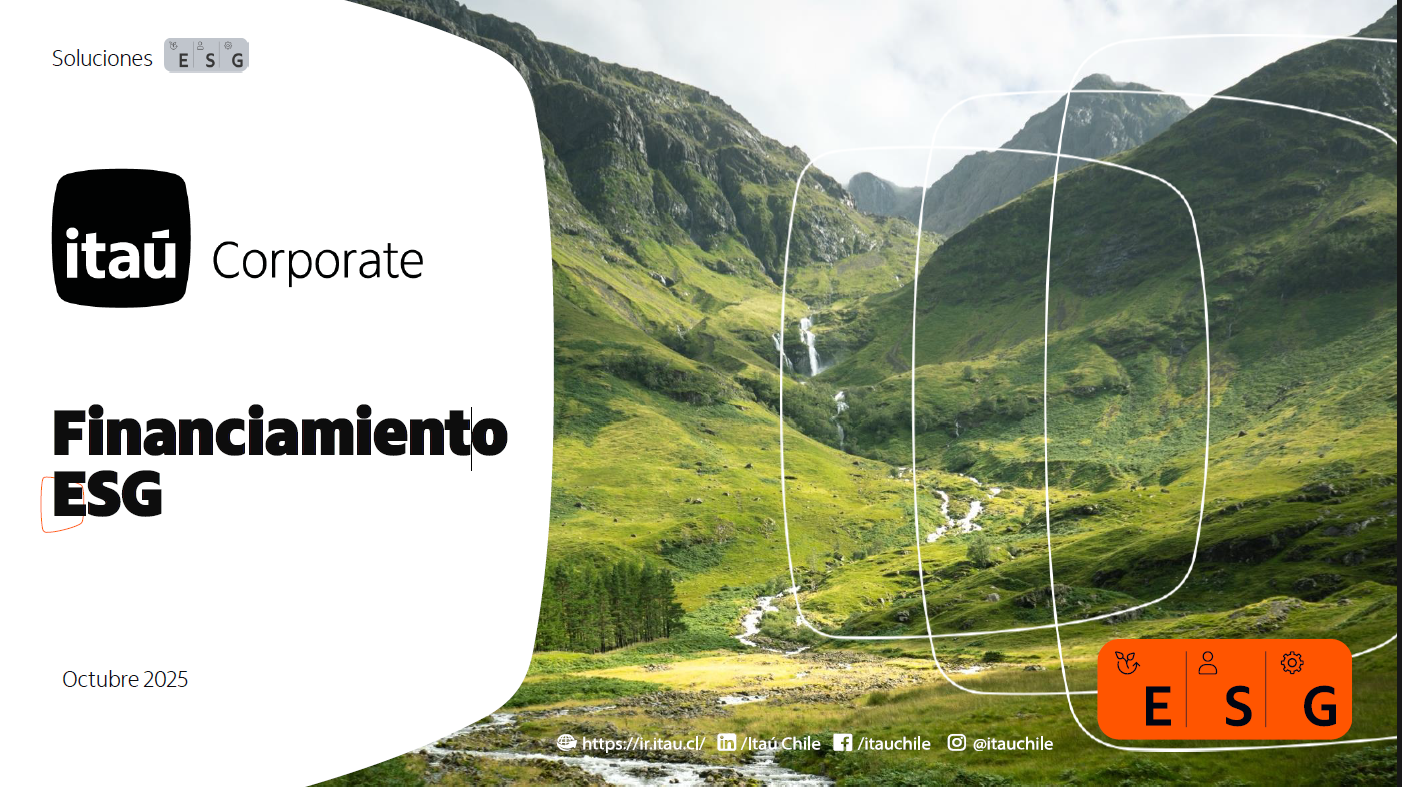 Soluciones E S G
itaú Corporate
Financiamiento
ESG
Octubre 2025
E S G
https://ir.itau.cl/ /Itaú Chile /itauchile @itauchile